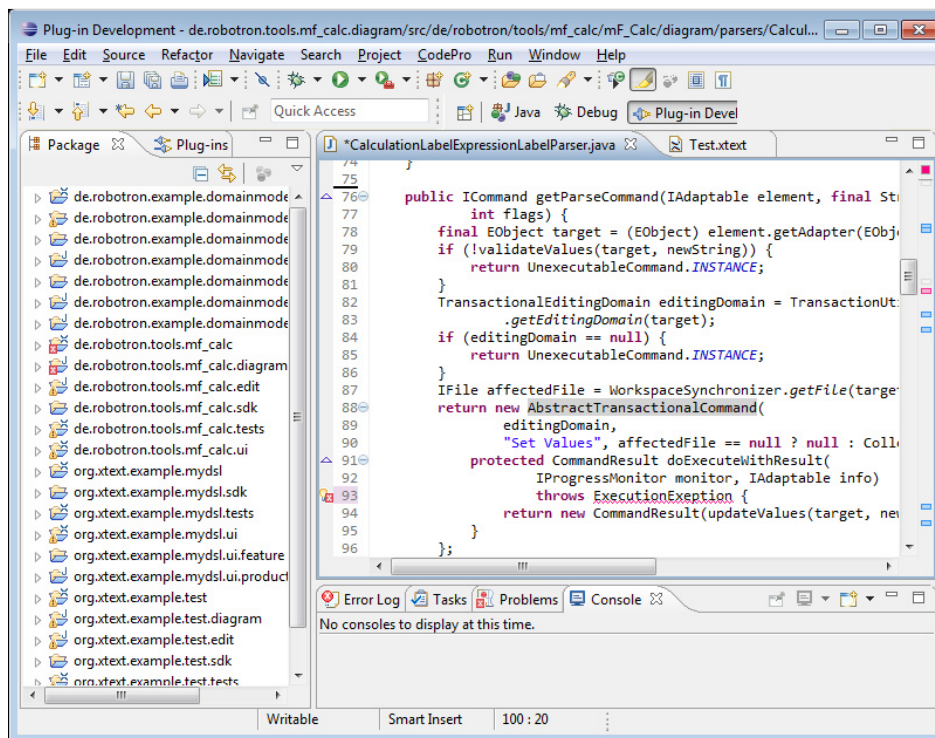 Plug-in Development - de.robotron.tools.mf_calc.diagram/src/de/robotron/tools/mf_calc/mF_Calc/diagram/parsers/Calcul...
File Edit Source Refactor Navigate Search Project CodePro Run Window Help
Quick Access
Java
Debug
Plug-in Devel
Package
Plug-ins
de.robotron.example.domainmode
de.robotron.example.domainmode
de.robotron.example.domainmode
de.robotron.example.domainmode
de.robotron.example.domainmode
de.robotron.example.domainmode
de.robotron.example.domainmode
de.robotron.tools.mf_calc
de.robotron.tools.mf_calc.diagram
de.robotron.tools.mf_calc.edit
de.robotron.tools.mf_calc.sdk
de.robotron.tools.mf_calc.tests
de.robotron.tools.mf_calc.ui
org.xtext.example.mydsl
org.xtext.example.mydsl.sdk
org.xtext.example.mydsl.tests
org.xtext.example.mydsl.ui
org.xtext.example.mydsl.ui.feature
org.xtext.example.mydsl.ui.product
org.xtext.example.test
org.xtext.example.test.diagram
org.xtext.example.test.edit
org.xtext.example.test.sdk
org.xtext.example.test.tests
*CalculationLabelExpressionLabelParser.java
Test.xtext
74 }
75
76 public ICommand getParseCommand(IAdaptable element, final Str
77 int flags) {
78 final EObject target = (EObject) element.getAdapter(EObje
79 if (!validateValues(target, newString)) {
80 return UnexecutableCommand.INSTANCE;
81 }
82 TransactionalEditingDomain editingDomain = TransactionUti
83 .getEditingDomain(target);
84 if (editingDomain == null) {
85 return UnexecutableCommand.INSTANCE;
86 }
87 IFile affectedFile = WorkspaceSynchronizer.getFile(target
88 return new AbstractTransactionalCommand(
89 editingDomain,
90 "Set Values", affectedFile == null ? null : Colle
91 protected CommandResult doExecuteWithResult(
92 IProgressMonitor monitor, IAdaptable info)
93 throws ExecutionExeption {
94 return new CommandResult(updateValues(target, new
95 }
96 };
Error Log
Tasks
Problems
Console
No consoles to display at this time.
Writable
Smart Insert
100 : 20